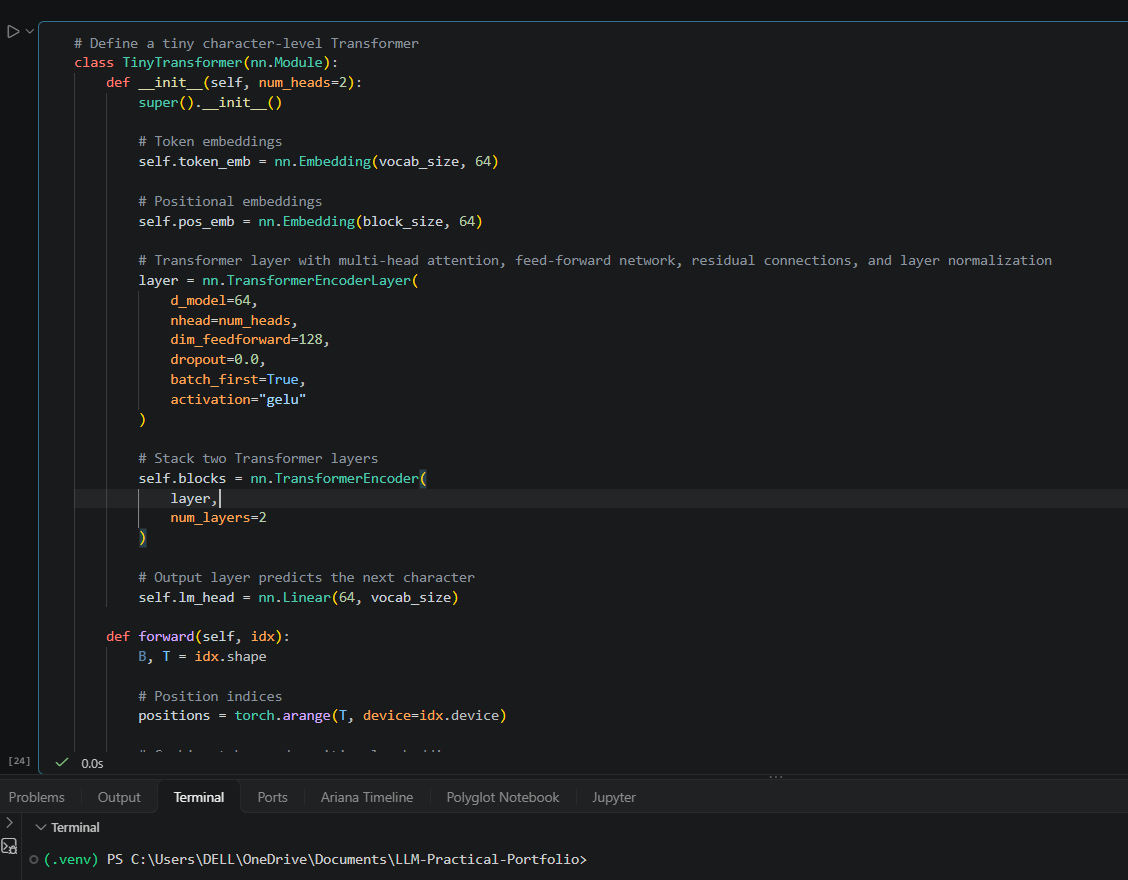 # Define a tiny character-level Transformer
class TinyTransformer(nn.Module):
    def __init__(self, num_heads=2):
        super().__init__()

        # Token embeddings
        self.token_emb = nn.Embedding(vocab_size, 64)

        # Positional embeddings
        self.pos_emb = nn.Embedding(block_size, 64)

        # Transformer layer with multi-head attention, feed-forward network, residual connections, and layer normalization
        layer = nn.TransformerEncoderLayer(
            d_model=64,
            nhead=num_heads,
            dim_feedforward=128,
            dropout=0.0,
            batch_first=True,
            activation="gelu"
        )

        # Stack two Transformer layers
        self.blocks = nn.TransformerEncoder(
            layer,
            num_layers=2
        )

        # Output layer predicts the next character
        self.lm_head = nn.Linear(64, vocab_size)

    def forward(self, idx):
        B, T = idx.shape

        # Position indices
        positions = torch.arange(T, device=idx.device)

[24] 0.0s
Problems Output Terminal Ports Ariana Timeline Polyglot Notebook Jupyter
Terminal
(.venv) PS C:\Users\DELL\OneDrive\Documents\LLM-Practical-Portfolio>